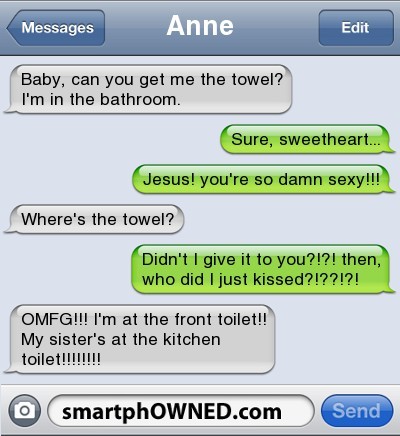 Messages
Anne
Edit
Baby, can you get me the towel?
I'm in the bathroom.
Sure, sweetheart...
Jesus! you're so damn sexy!!!
Where's the towel?
Didn't I give it to you?!?! then,
who did I just kissed?!??!?!
OMFG!!! I'm at the front toilet!!
My sister's at the kitchen
toilet!!!!!!!!
smartphOWNED.com
Send